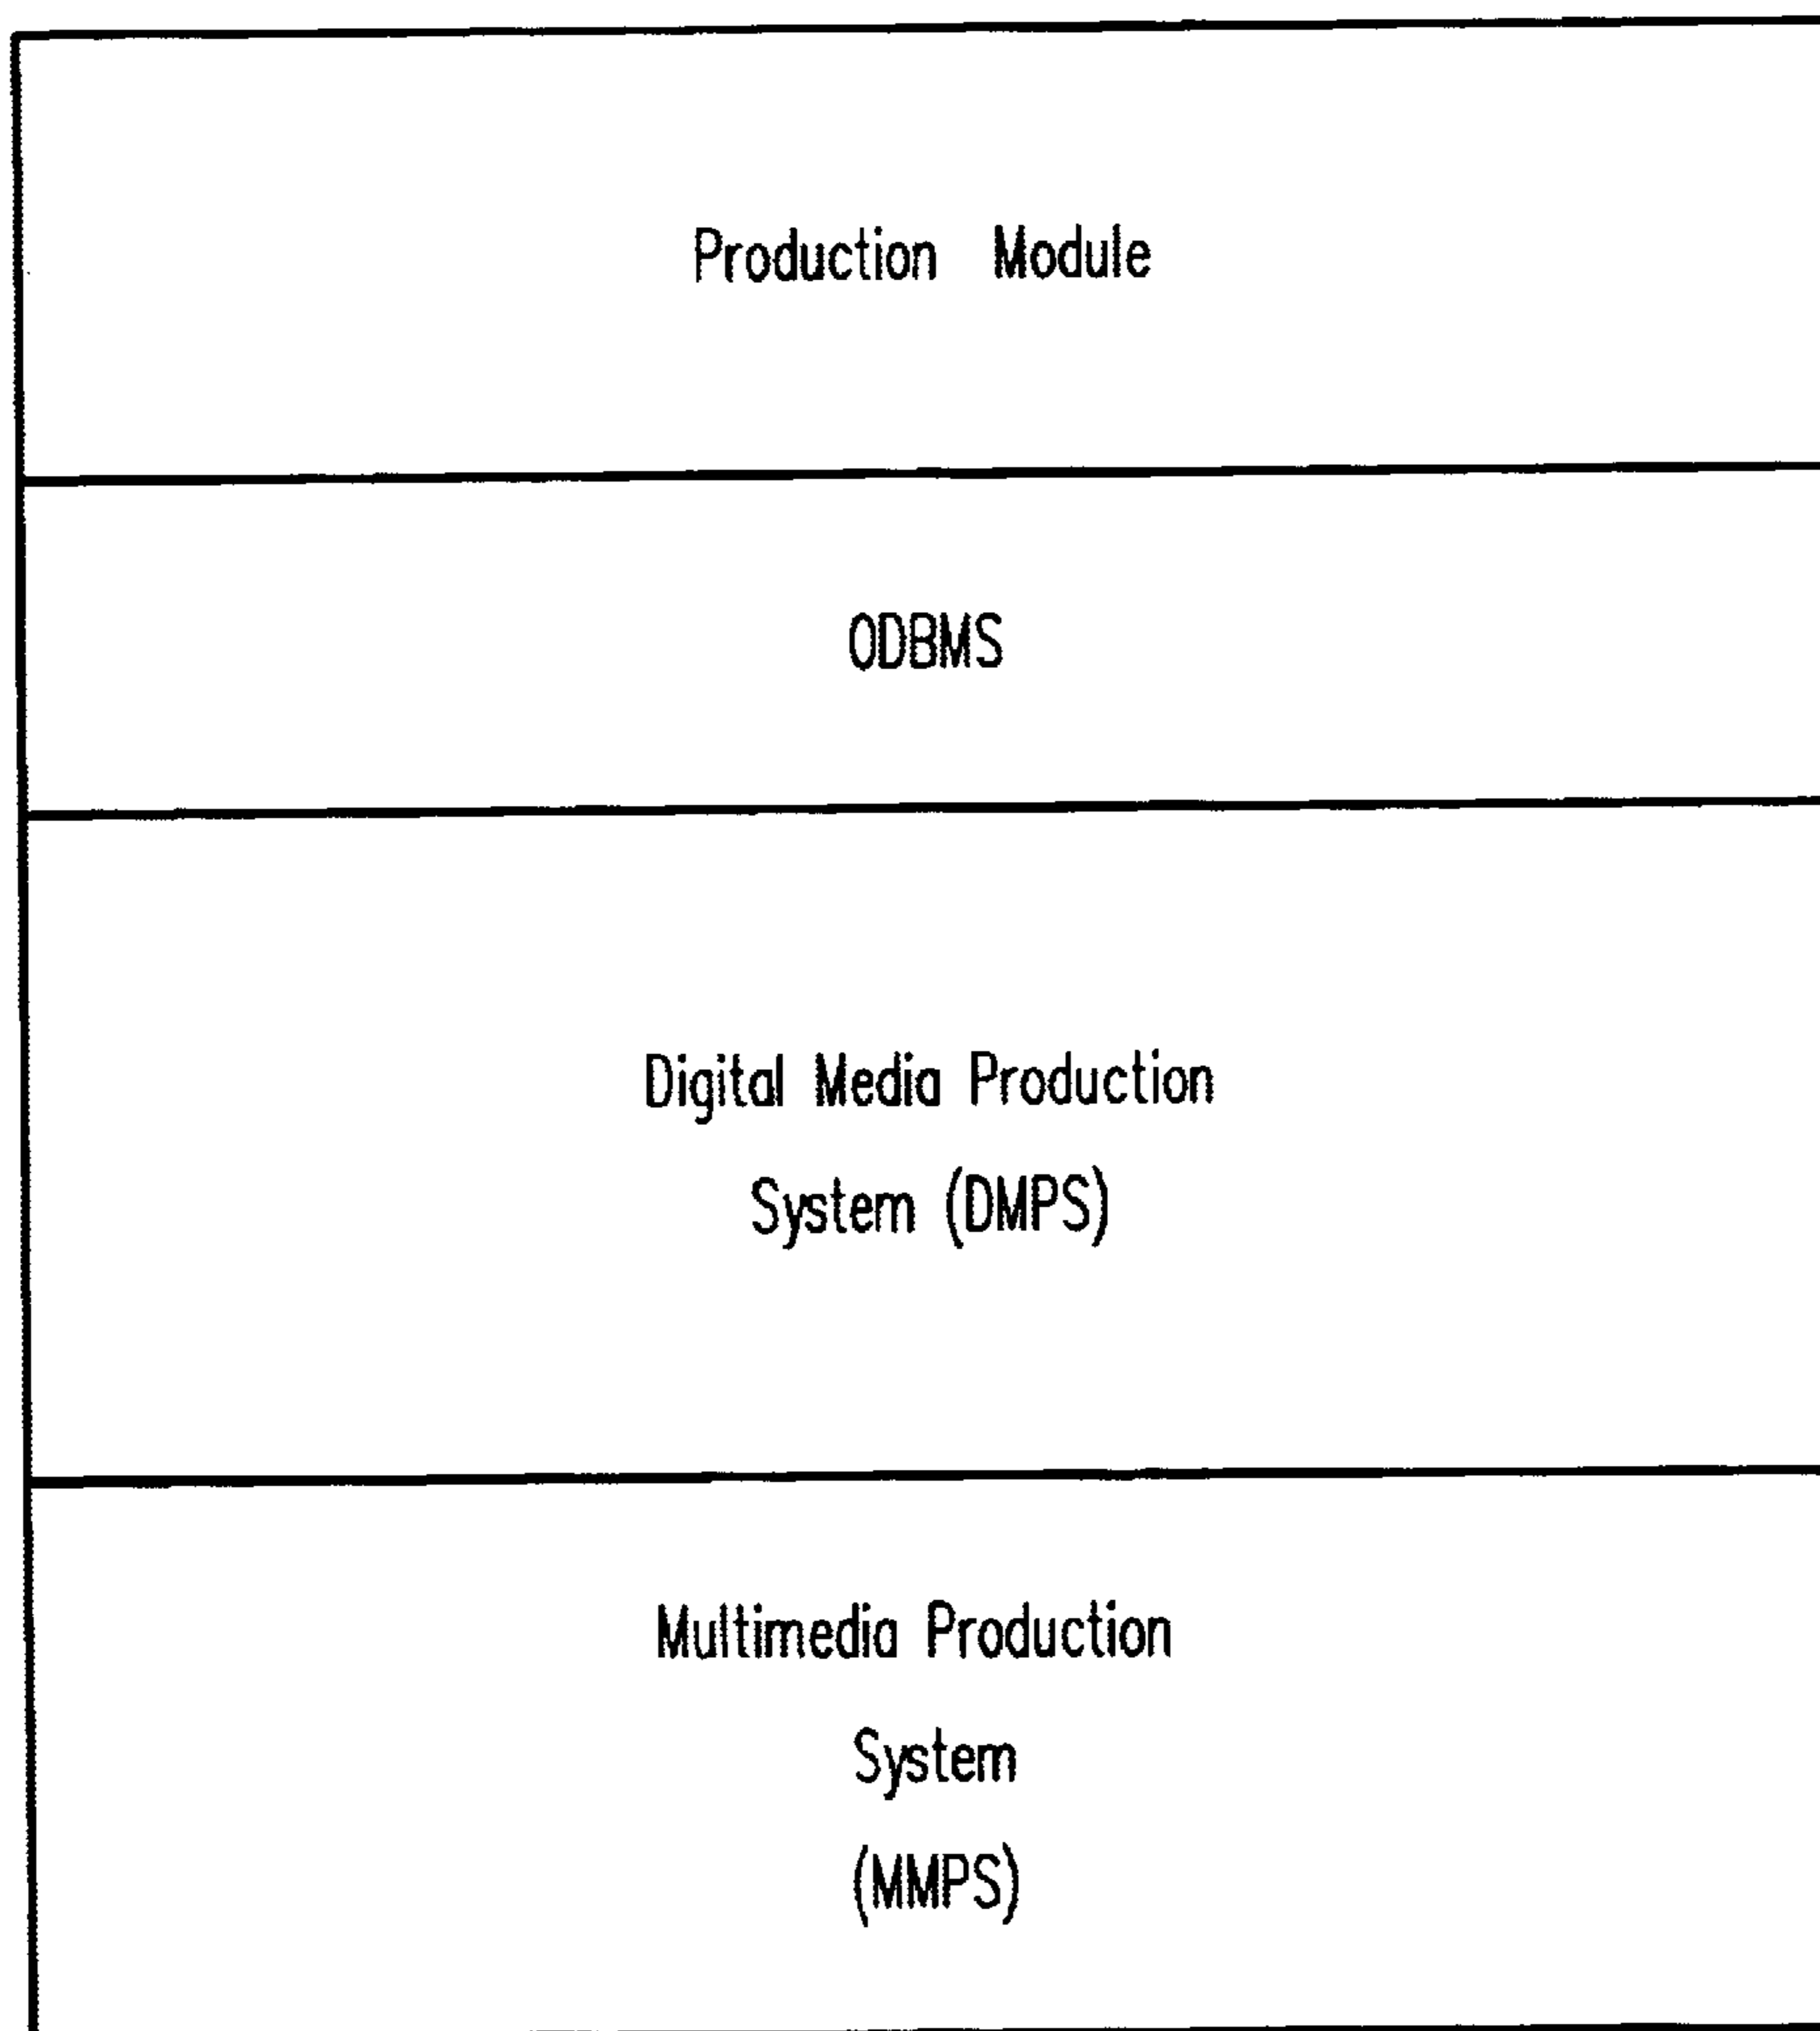 Production Module
ODBMS
Digital Media Production
System (DMPS)
Multimedia Production
System
(MMPS)